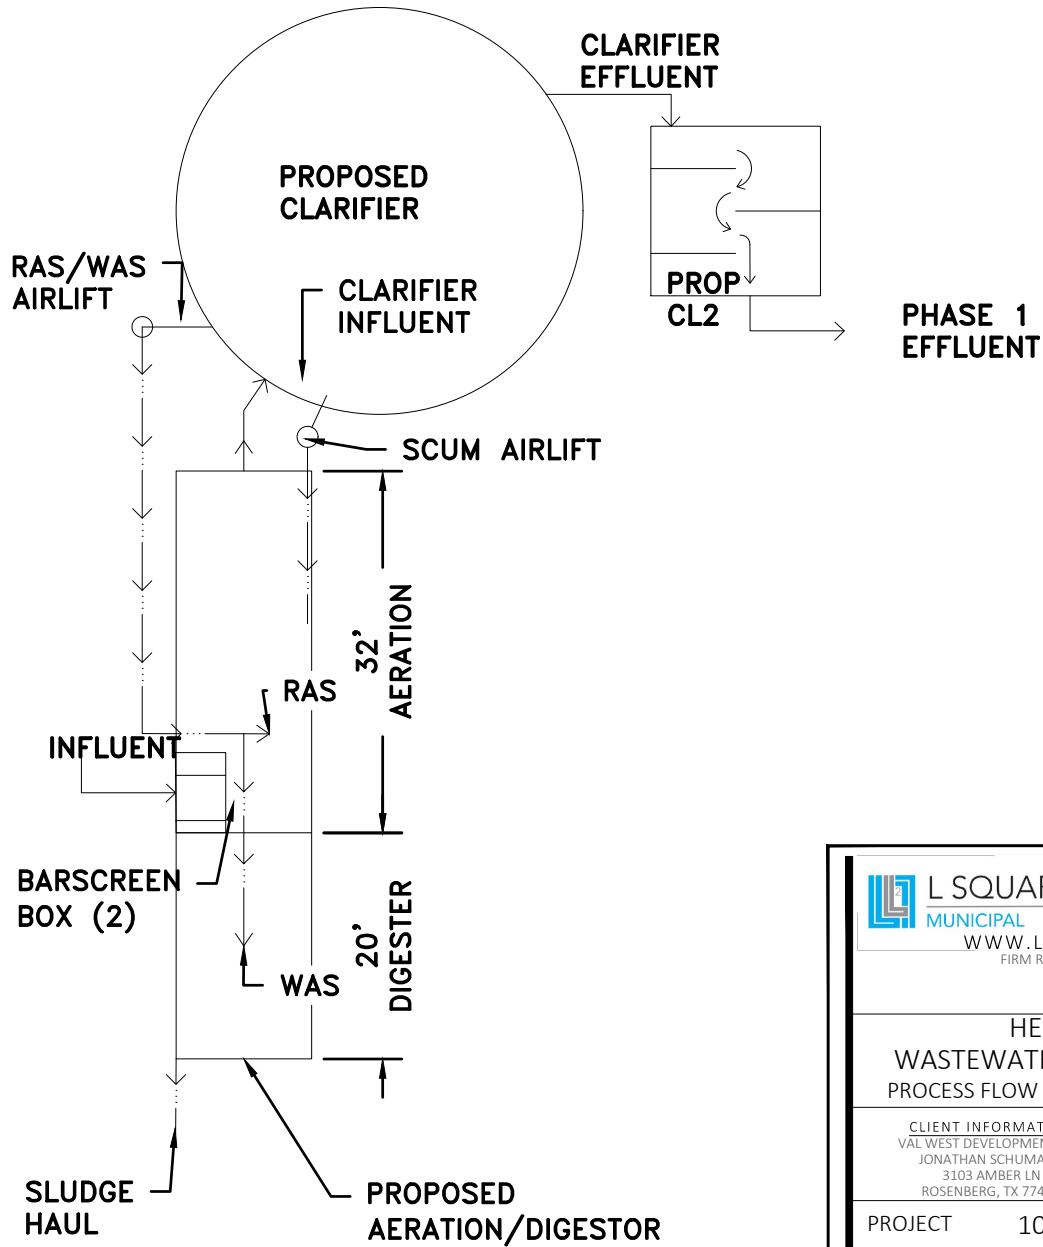 CLARIFIER
EFFLUENT
PROPOSED
CLARIFIER
RAS/WAS
AIRLIFT
CLARIFIER
INFLUENT
PROP
CL2
PHASE 1
EFFLUENT
SCUM AIRLIFT
32'
AERATION
RAS
INFLUENT
BARSCREEN
BOX (2)
20'
DIGESTER
WAS
SLUDGE
HAUL
PROPOSED
AERATION/DIGESTOR
2
L SQUAR
MUNICIPAL
WWW.L
FIRM R
HE
WASTEWAT
PROCESS FLOW
CLIENT INFORMAT
VAL WEST DEVELOPMEN
JONATHAN SCHUMA
3103 AMBER LN
ROSENBERG, TX 774
PROJECT 10